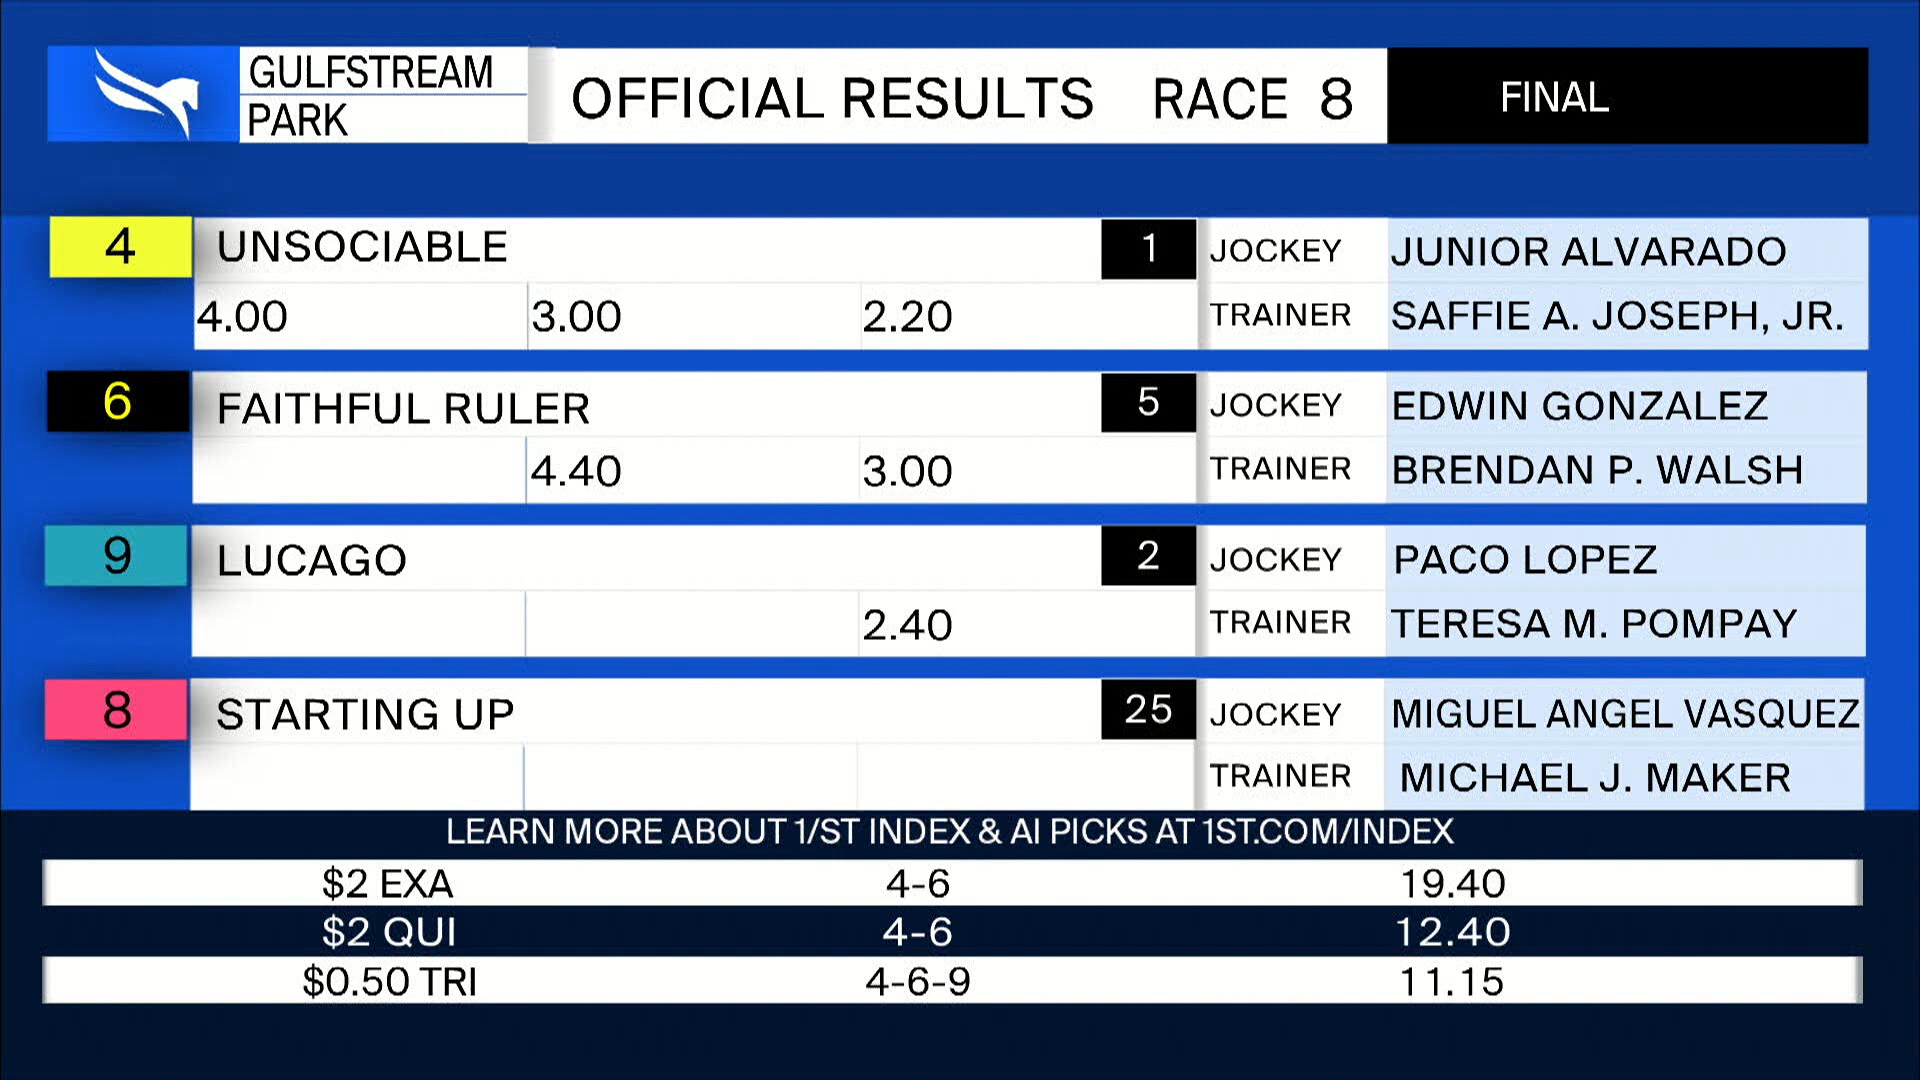 GULFSTREAM
PARK
OFFICIAL RESULTS RACE 8
FINAL
4 UNSOCIABLE 1 JOCKEY JUNIOR ALVARADO
4.00 3.00 2.20 TRAINER SAFFIE A. JOSEPH, JR.
6 FAITHFUL RULER 5 JOCKEY EDWIN GONZALEZ
4.40 3.00 TRAINER BRENDAN P. WALSH
9 LUCAGO 2 JOCKEY PACO LOPEZ
2.40 TRAINER TERESA M. POMPAY
8 STARTING UP 25 JOCKEY MIGUEL ANGEL VASQUEZ
TRAINER MICHAEL J. MAKER
LEARN MORE ABOUT 1/ST INDEX & AI PICKS AT 1ST.COM/INDEX
$2 EXA 4-6 19.40
$2 QUI 4-6 12.40
$0.50 TRI 4-6-9 11.15